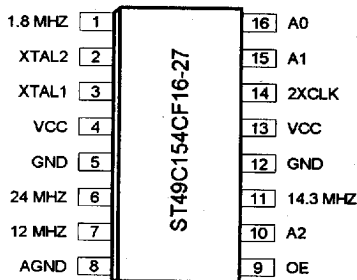 1.8 MHZ 1 16 A0
XTAL2 2 15 A1
XTAL1 3 14 2XCLK
VCC 4 13 VCC
GND 5 12 GND
24 MHZ 6 11 14.3 MHZ
12 MHZ 7 10 A2
AGND 8 9 OE
ST49C154CF16-27